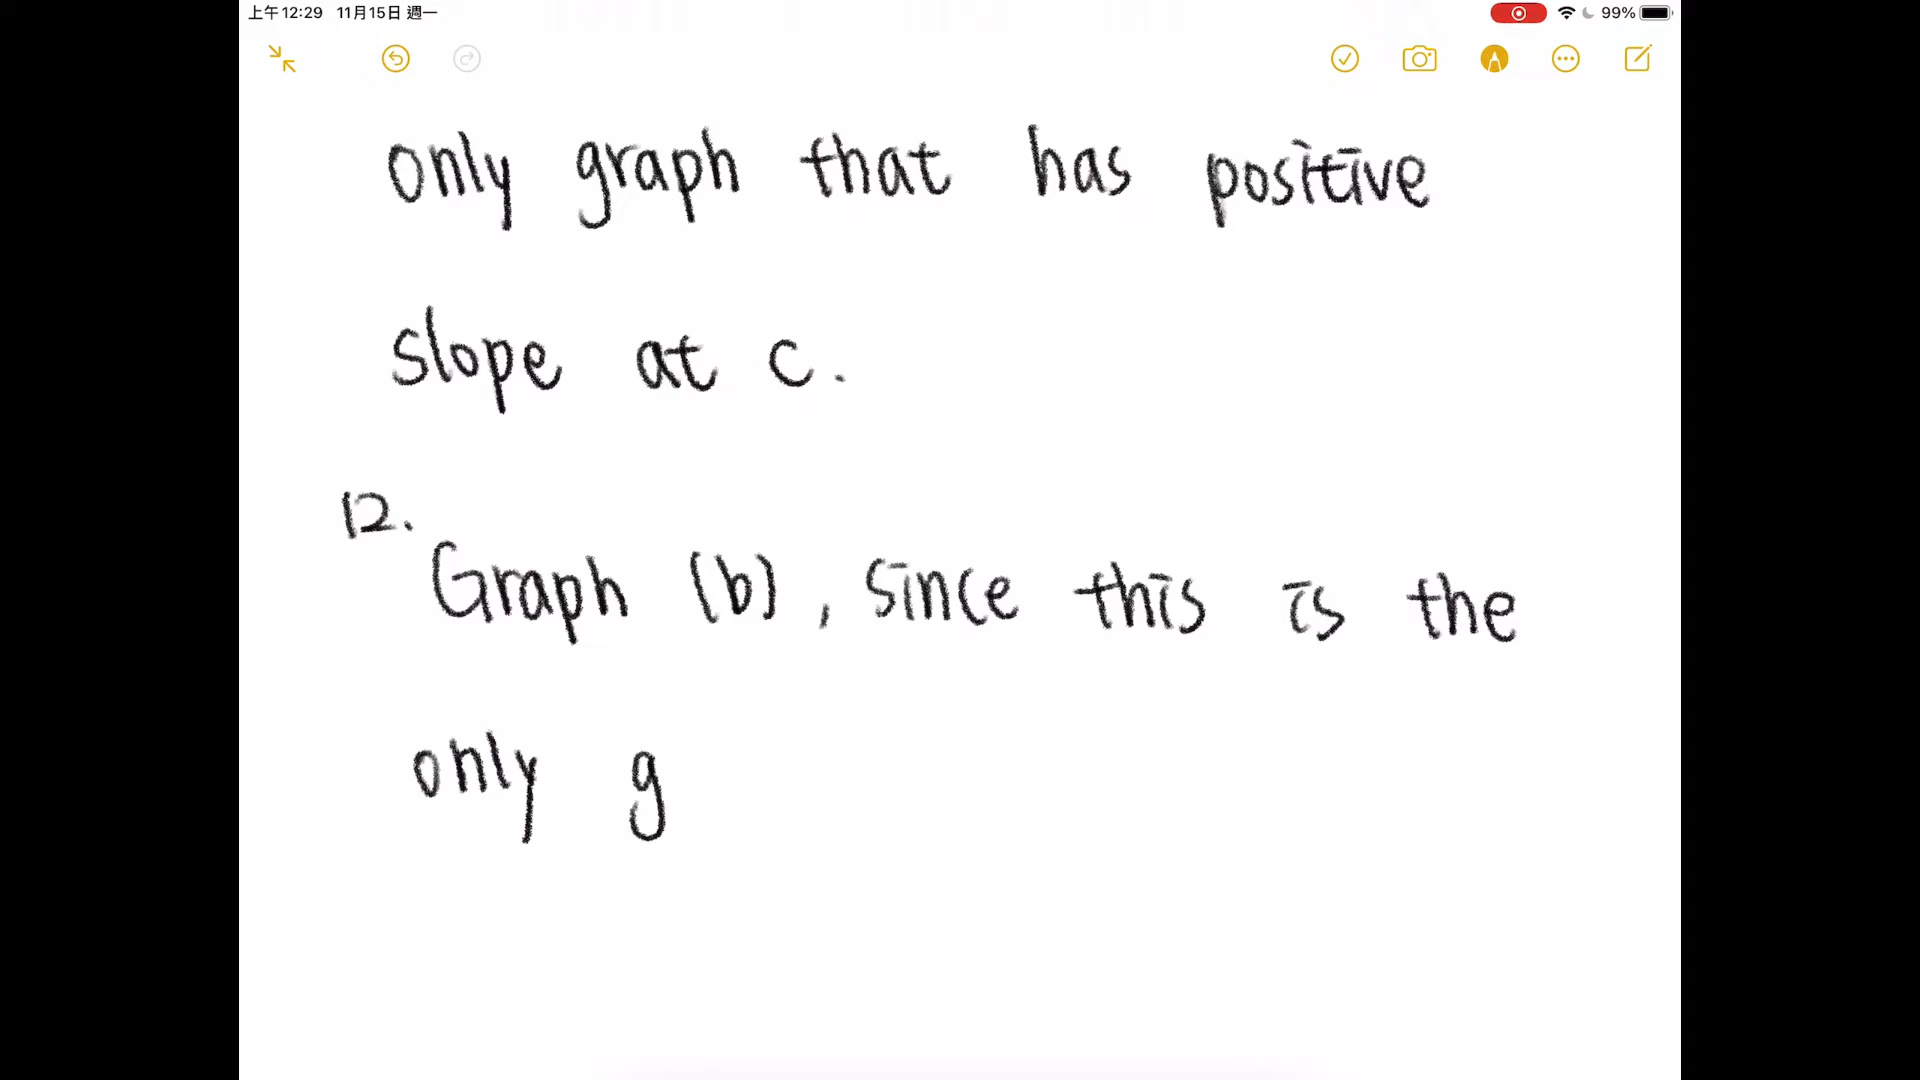 上午12:29 11月15日 週一 99%
only graph that has positive
slope at c.
12.
Graph (b), since this is the
only g